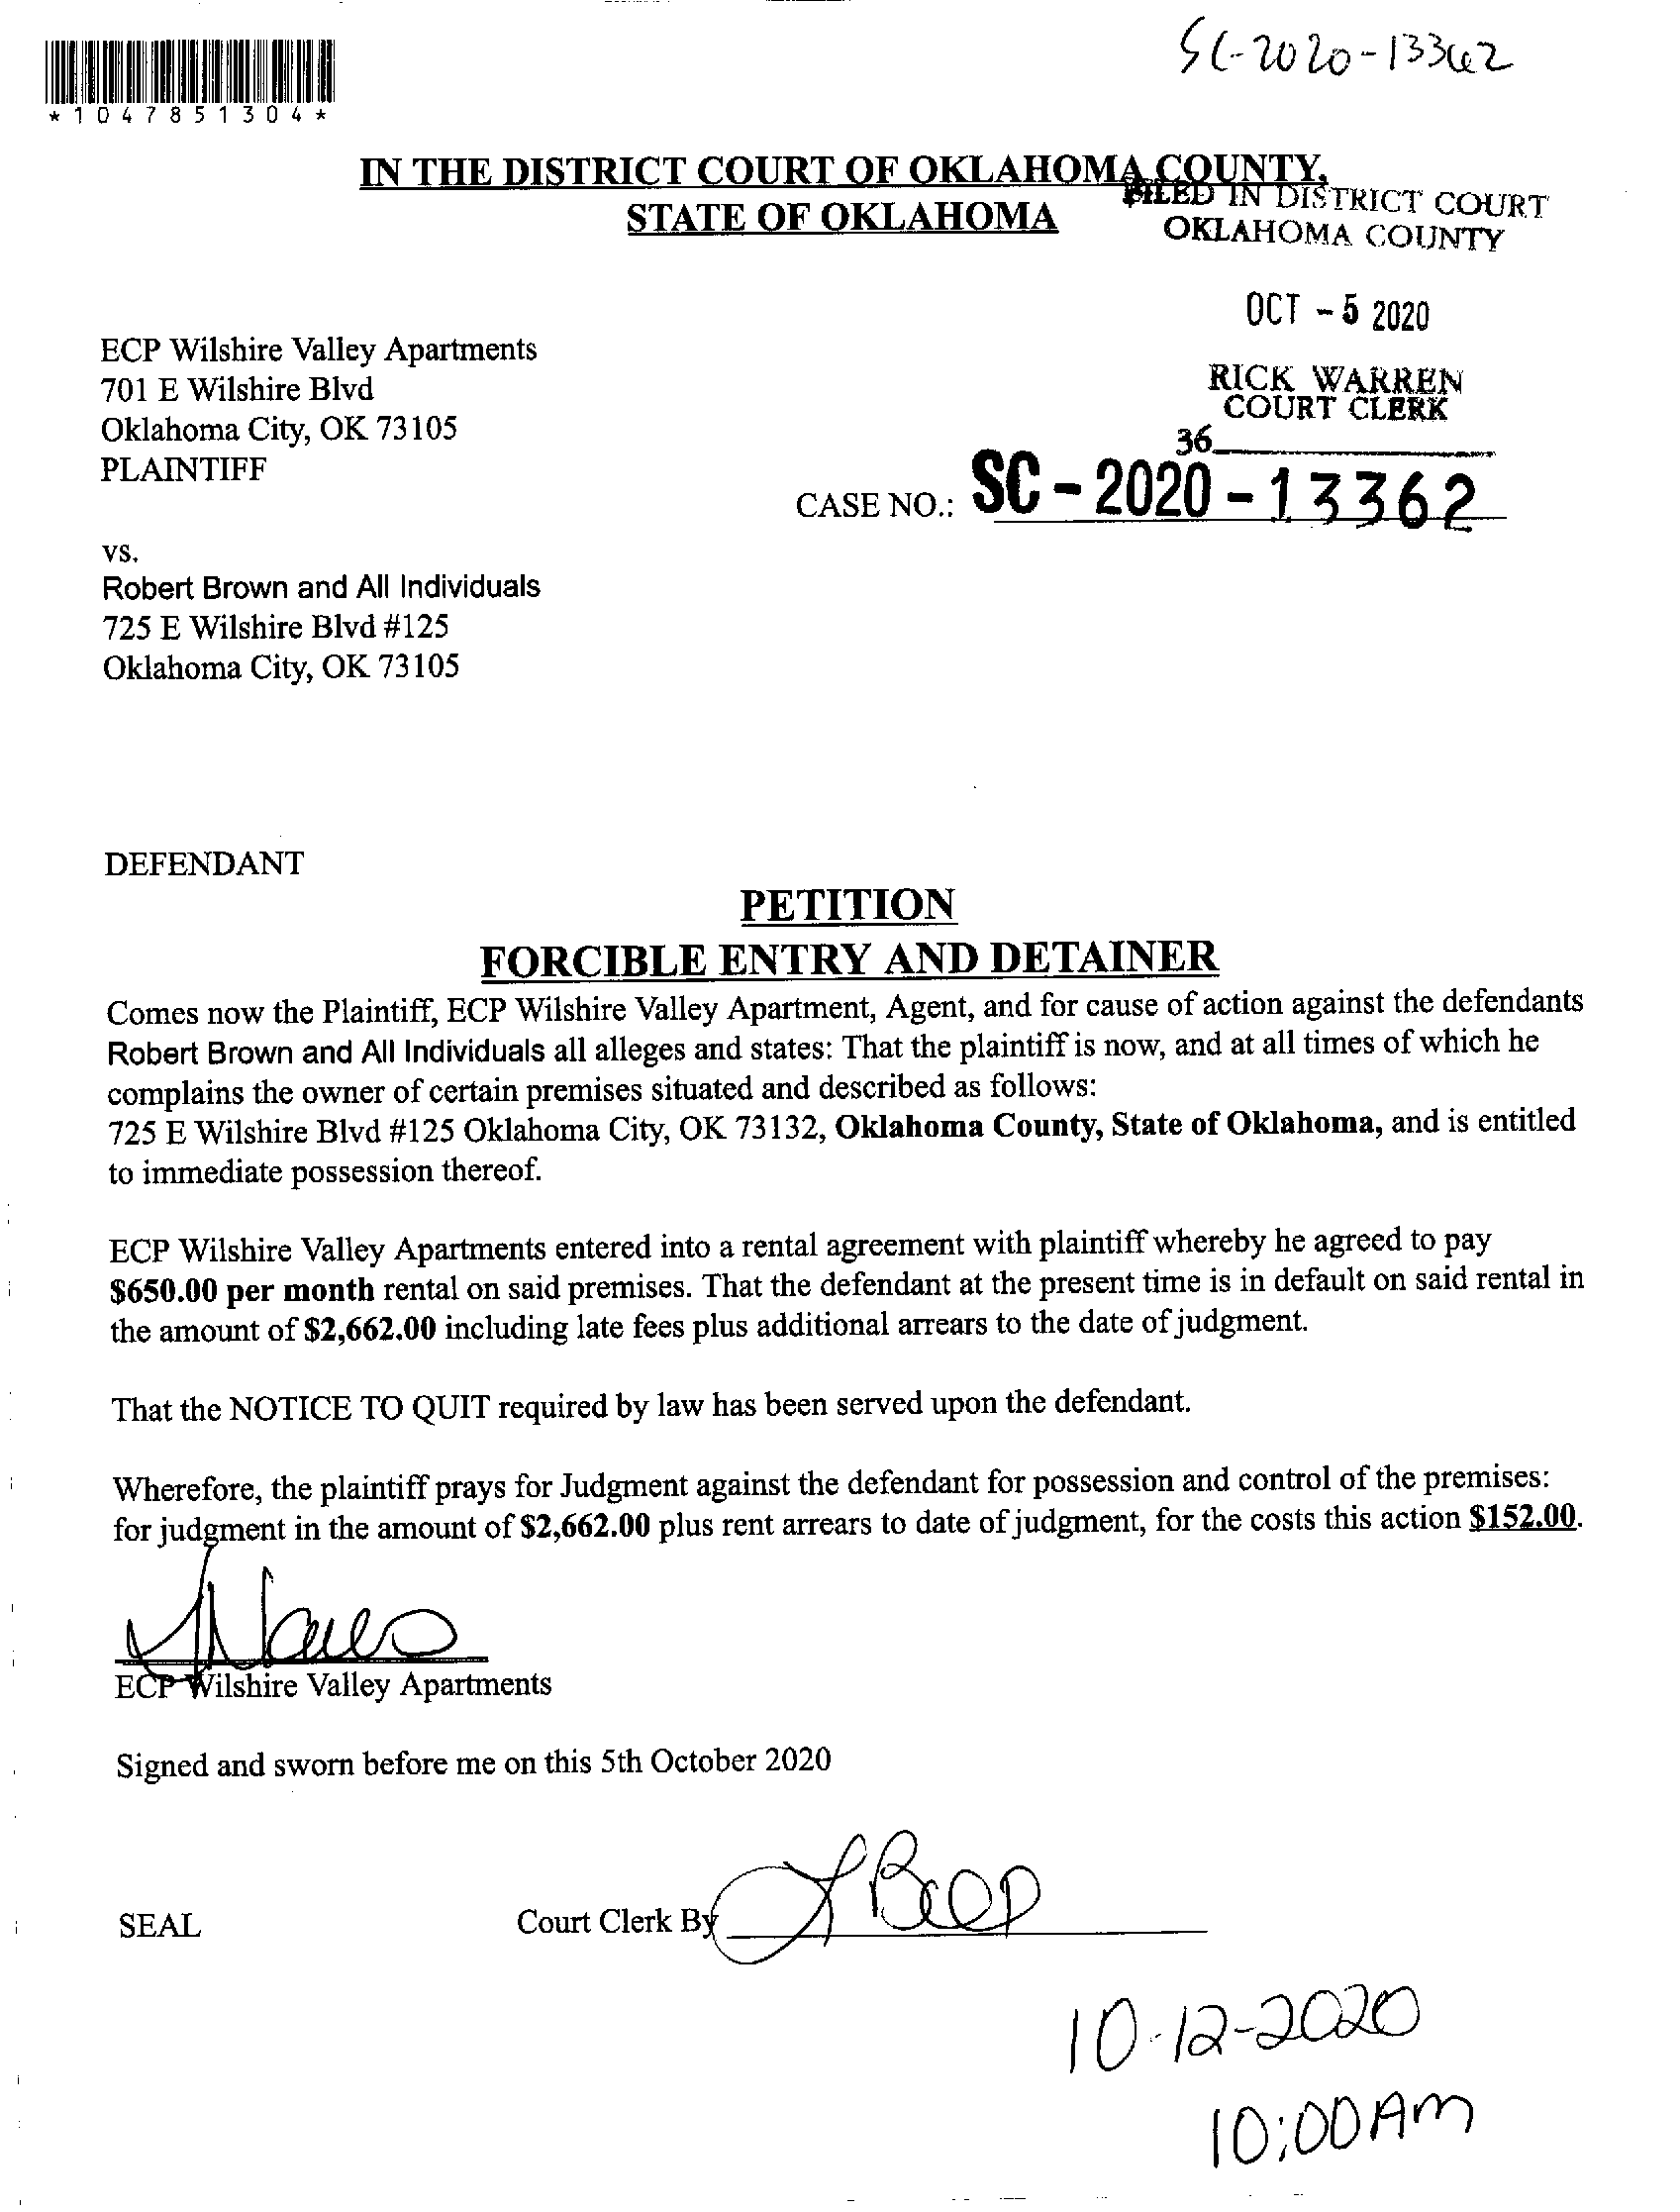 SC-2020-13362
*1047851304*
IN THE DISTRICT COURT OF OKLAHOMA COUNTY,
STATE OF OKLAHOMA
FILED IN DISTRICT COURT
OKLAHOMA COUNTY
OCT - 5 2020
RICK WARREN
COURT CLERK
36
ECP Wilshire Valley Apartments
701 E Wilshire Blvd
Oklahoma City, OK 73105
PLAINTIFF
CASE NO.: SC - 2020 - 13362
vs.
Robert Brown and All Individuals
725 E Wilshire Blvd #125
Oklahoma City, OK 73105
DEFENDANT
PETITION
FORCIBLE ENTRY AND DETAINER
Comes now the Plaintiff, ECP Wilshire Valley Apartment, Agent, and for cause of action against the defendants
Robert Brown and All Individuals all alleges and states: That the plaintiff is now, and at all times of which he
complains the owner of certain premises situated and described as follows:
725 E Wilshire Blvd #125 Oklahoma City, OK 73132, Oklahoma County, State of Oklahoma, and is entitled
to immediate possession thereof.
ECP Wilshire Valley Apartments entered into a rental agreement with plaintiff whereby he agreed to pay
$650.00 per month rental on said premises. That the defendant at the present time is in default on said rental in
the amount of $2,662.00 including late fees plus additional arrears to the date of judgment.
That the NOTICE TO QUIT required by law has been served upon the defendant.
Wherefore, the plaintiff prays for Judgment against the defendant for possession and control of the premises:
for judgment in the amount of $2,662.00 plus rent arrears to date of judgment, for the costs this action $152.00.
ECP Wilshire Valley Apartments
Signed and sworn before me on this 5th October 2020
SEAL
Court Clerk By
10-12-2020
10:00AM